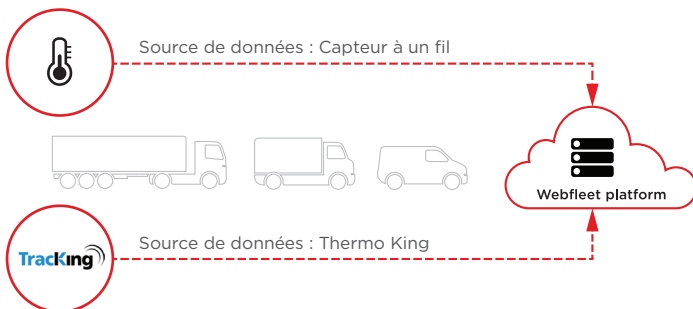 Source de données : Capteur à un fil
Webfleet platform
Source de données : Thermo King
TracKing